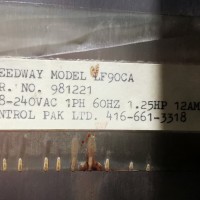 EEDWAY MODEL LF90CA
R. NO. 981221
8-240VAC 1PH 60HZ 1.25HP 12AM
NTROL PAK LTD. 416-661-3318